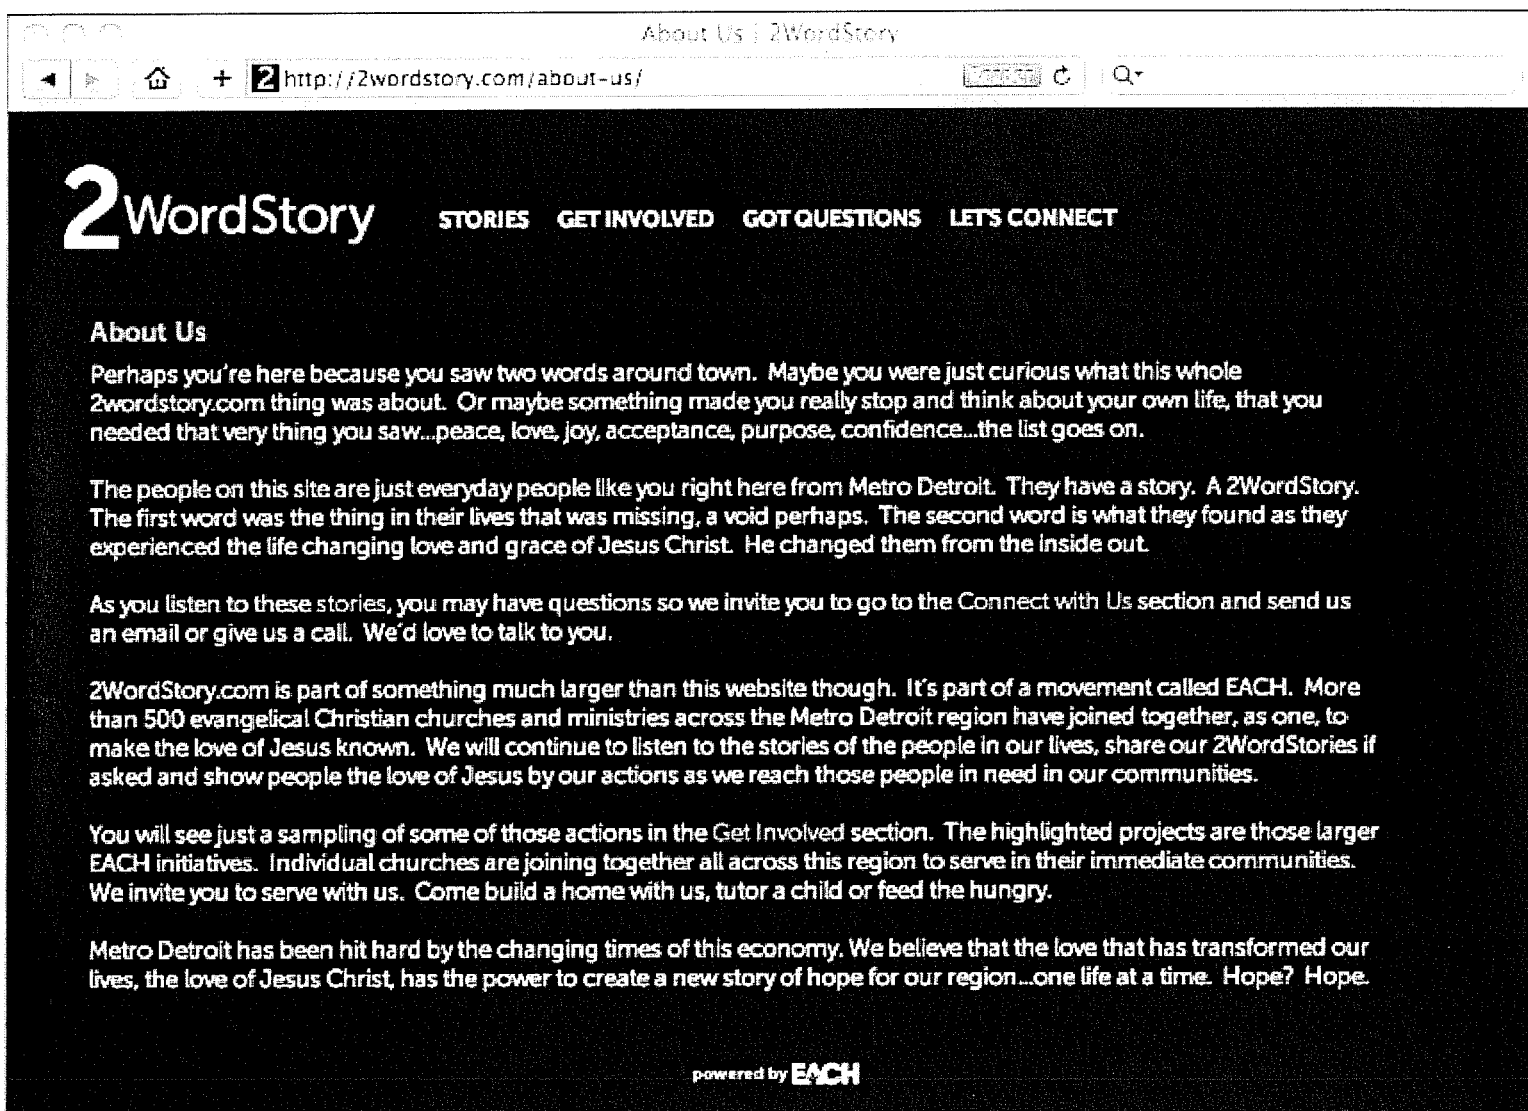 About Us | 2WordStory
2 http://2wordstory.com/about-us/
2WordStory STORIES GET INVOLVED GOT QUESTIONS LET'S CONNECT
About Us
Perhaps you're here because you saw two words around town. Maybe you were just curious what this whole
2wordstory.com thing was about. Or maybe something made you really stop and think about your own life, that you
needed that very thing you saw...peace, love, joy, acceptance, purpose, confidence...the list goes on.
The people on this site are just everyday people like you right here from Metro Detroit. They have a story. A 2WordStory.
The first word was the thing in their lives that was missing, a void perhaps. The second word is what they found as they
experienced the life changing love and grace of Jesus Christ. He changed them from the inside out.
As you listen to these stories, you may have questions so we invite you to go to the Connect with Us section and send us
an email or give us a call. We'd love to talk to you.
2WordStory.com is part of something much larger than this website though. It's part of a movement called EACH. More
than 500 evangelical Christian churches and ministries across the Metro Detroit region have joined together, as one, to
make the love of Jesus known. We will continue to listen to the stories of the people in our lives, share our 2WordStories if
asked and show people the love of Jesus by our actions as we reach those people in need in our communities.
You will see just a sampling of some of those actions in the Get Involved section. The highlighted projects are those larger
EACH initiatives. Individual churches are joining together all across this region to serve in their immediate communities.
We invite you to serve with us. Come build a home with us, tutor a child or feed the hungry.
Metro Detroit has been hit hard by the changing times of this economy. We believe that the love that has transformed our
lives, the love of Jesus Christ, has the power to create a new story of hope for our region...one life at a time. Hope? Hope.
powered by EACH